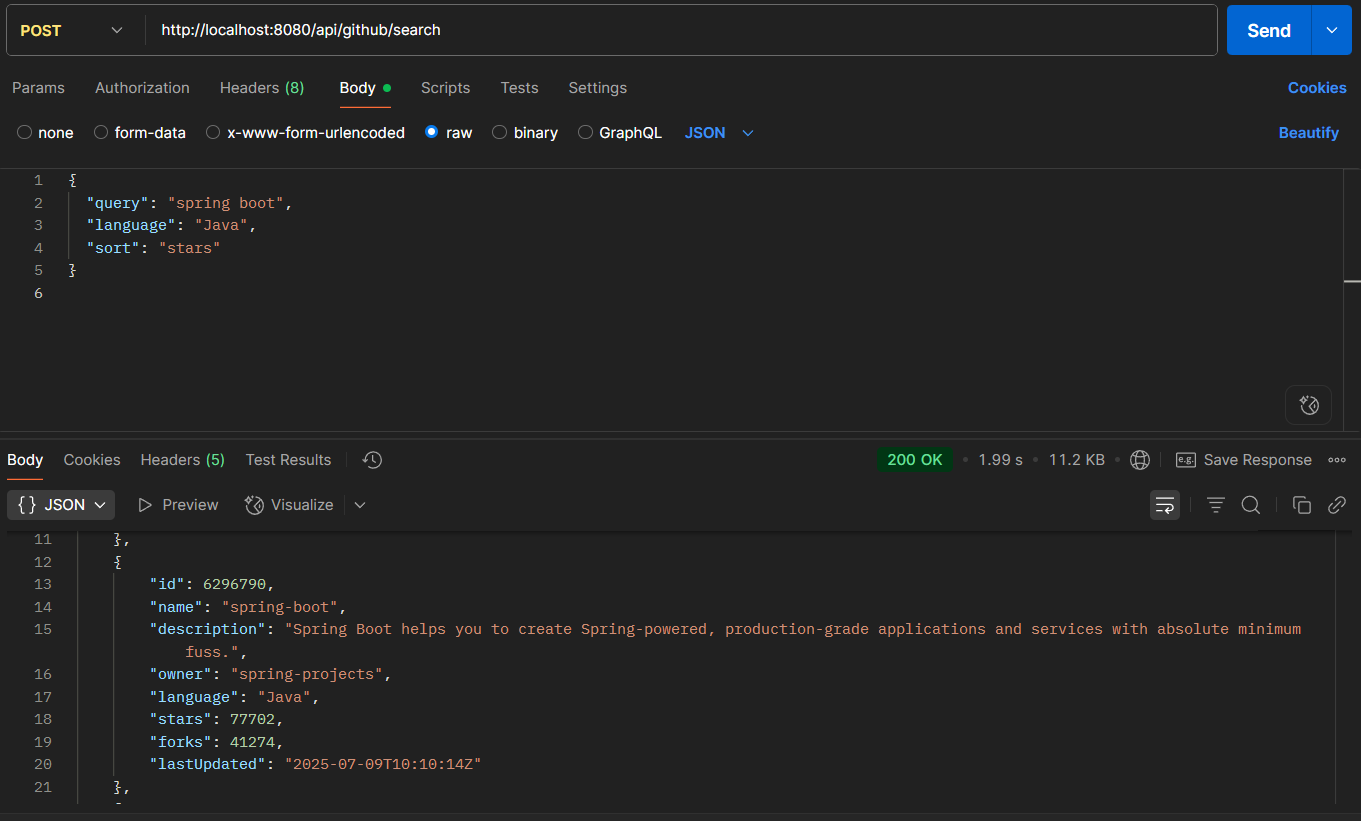 POST http://localhost:8080/api/github/search Send
Params Authorization Headers (8) Body Scripts Tests Settings Cookies
none form-data x-www-form-urlencoded raw binary GraphQL JSON Beautify
1 {
2 "query": "spring boot",
3 "language": "Java",
4 "sort": "stars"
5 }
6
Body Cookies Headers (5) Test Results 200 OK • 1.99 s • 11.2 KB • e.g. Save Response
{} JSON Preview Visualize
11 },
12 {
13 "id": 6296790,
14 "name": "spring-boot",
15 "description": "Spring Boot helps you to create Spring-powered, production-grade applications and services with absolute minimum
fuss.",
16 "owner": "spring-projects",
17 "language": "Java",
18 "stars": 77702,
19 "forks": 41274,
20 "lastUpdated": "2025-07-09T10:10:14Z"
21 },